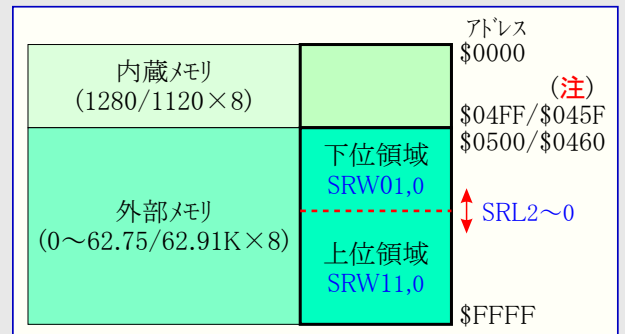 アドレス
$0000
内蔵メモリ
(1280/1120×8)
(注)
$04FF/$045F
$0500/$0460
下位領域
SRW01,0
外部メモリ
(0～62.75/62.91K×8)
SRL2～0
上位領域
SRW11,0
$FFFF